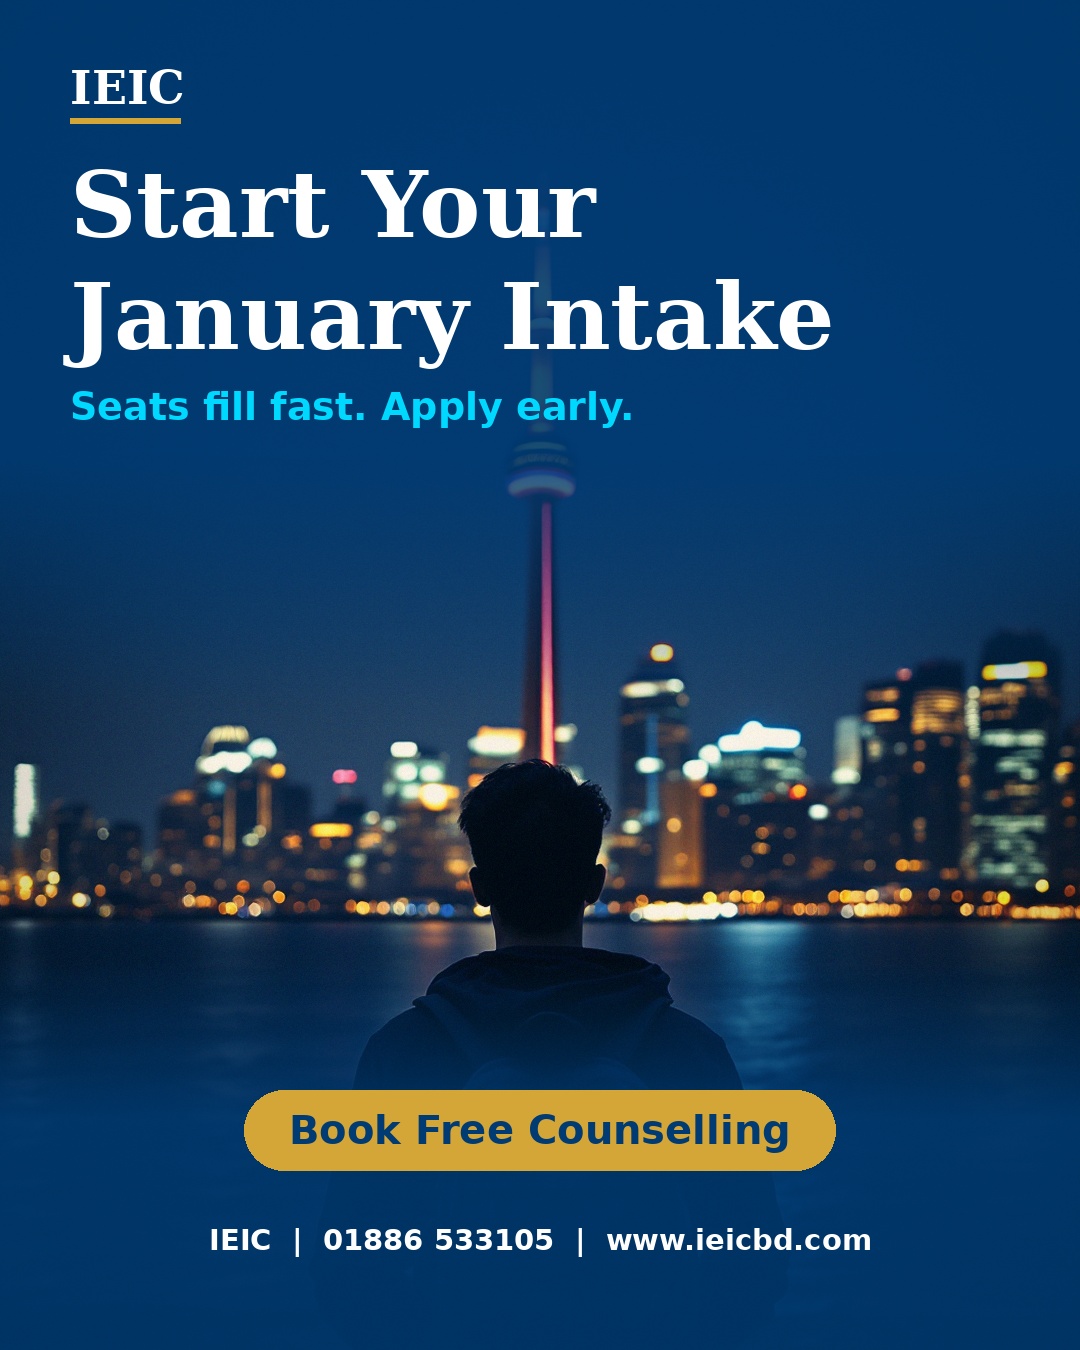 IEIC
Start Your
January Intake
Seats fill fast. Apply early.
Book Free Counselling
IEIC | 01886 533105 | www.ieicbd.com